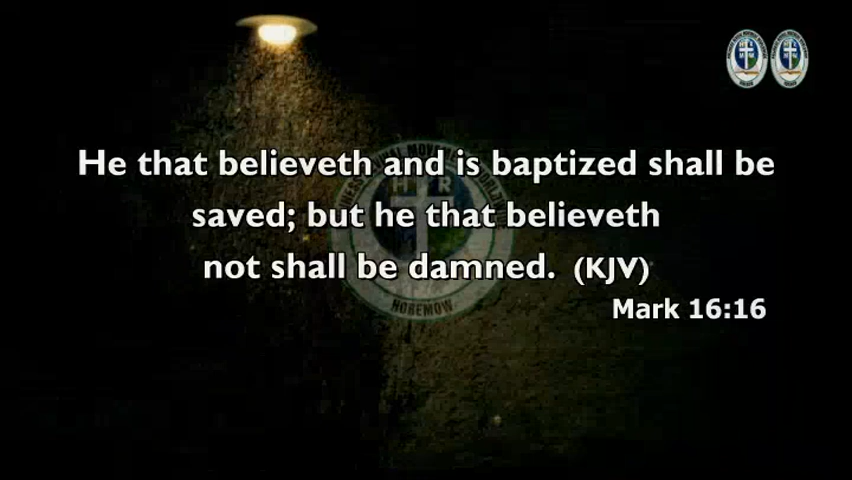 He that believeth and is baptized shall be
saved; but he that believeth
not shall be damned. (KJV)
Mark 16:16
HOREMOW